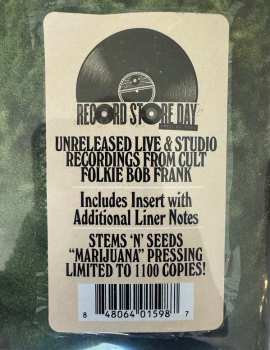 RECORD STORE DAY
UNRELEASED LIVE & STUDIO
RECORDINGS FROM CULT
FOLKIE BOB FRANK
Includes Insert with
Additional Liner Notes
STEMS 'N' SEEDS
“MARIJUANA” PRESSING
LIMITED TO 1100 COPIES!
8 48064 01598 7